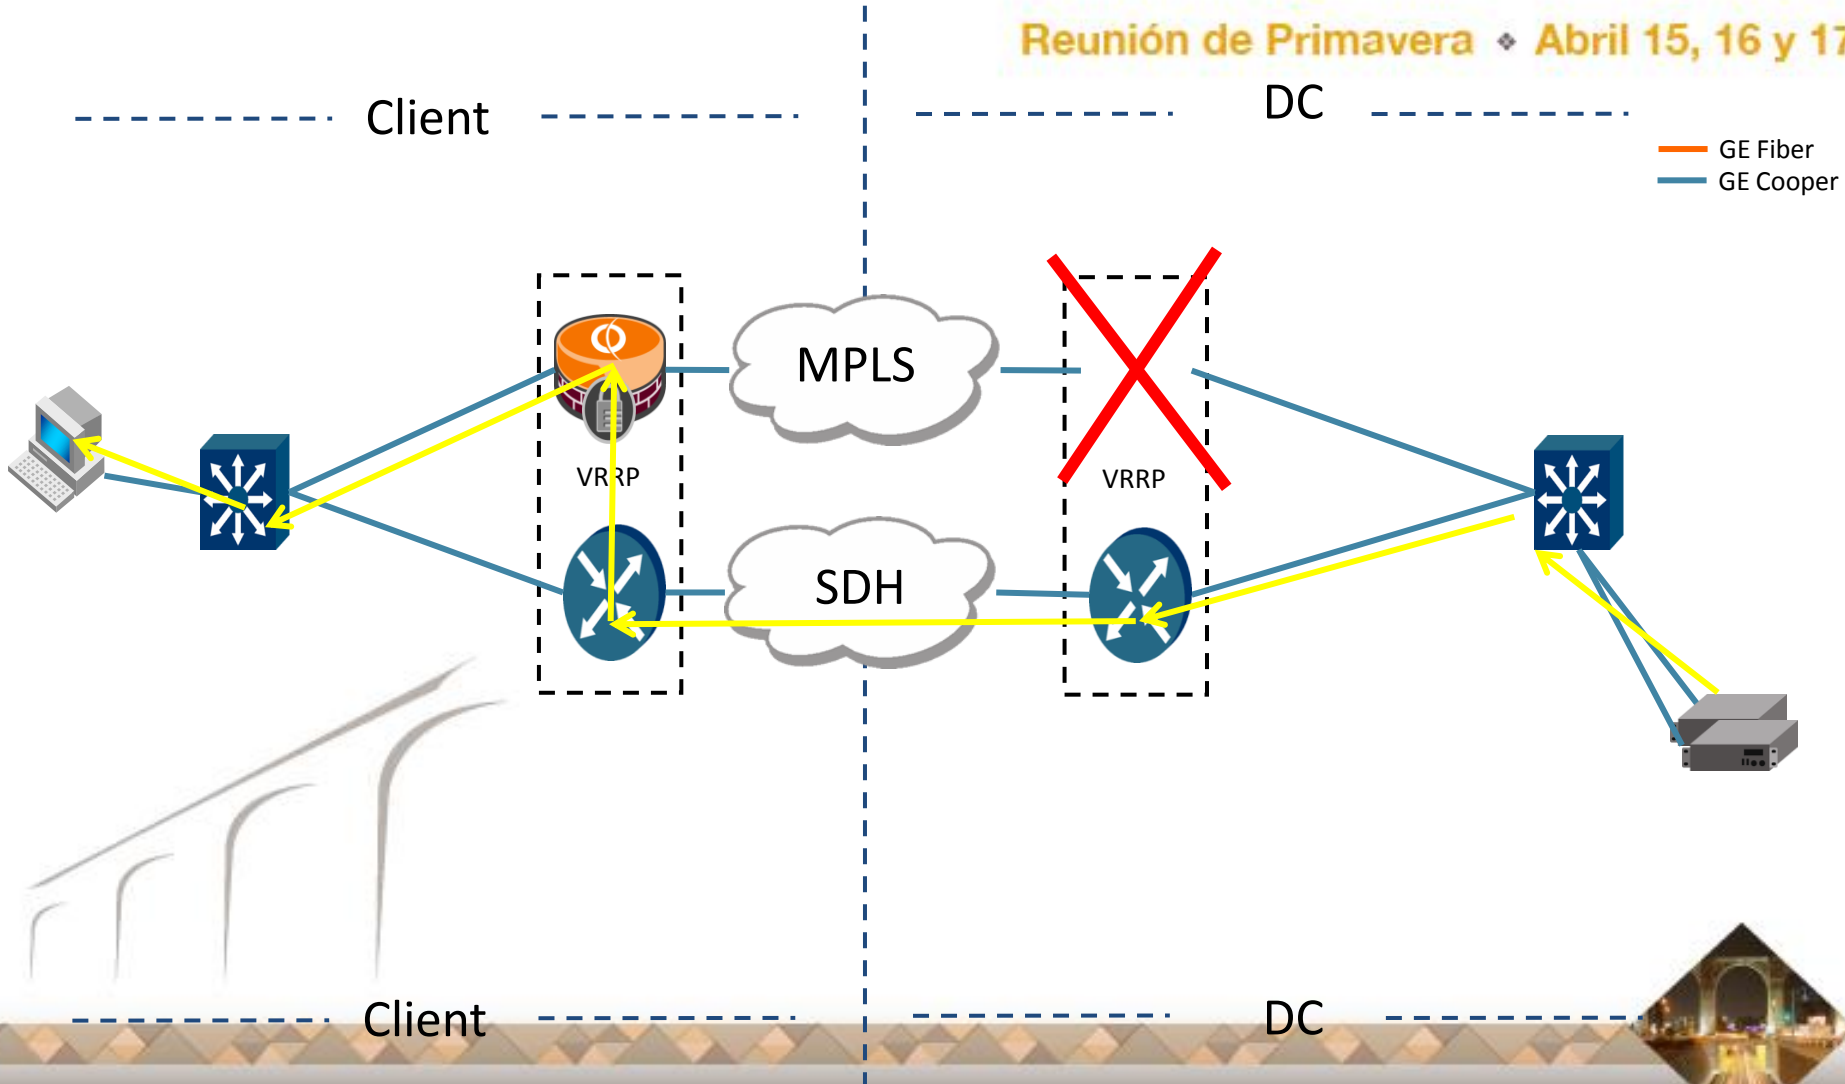 Reunión de Primavera ❖ Abril 15, 16 y 17
Client
DC
GE Fiber
GE Cooper
MPLS
VRRP
VRRP
SDH
Client
DC